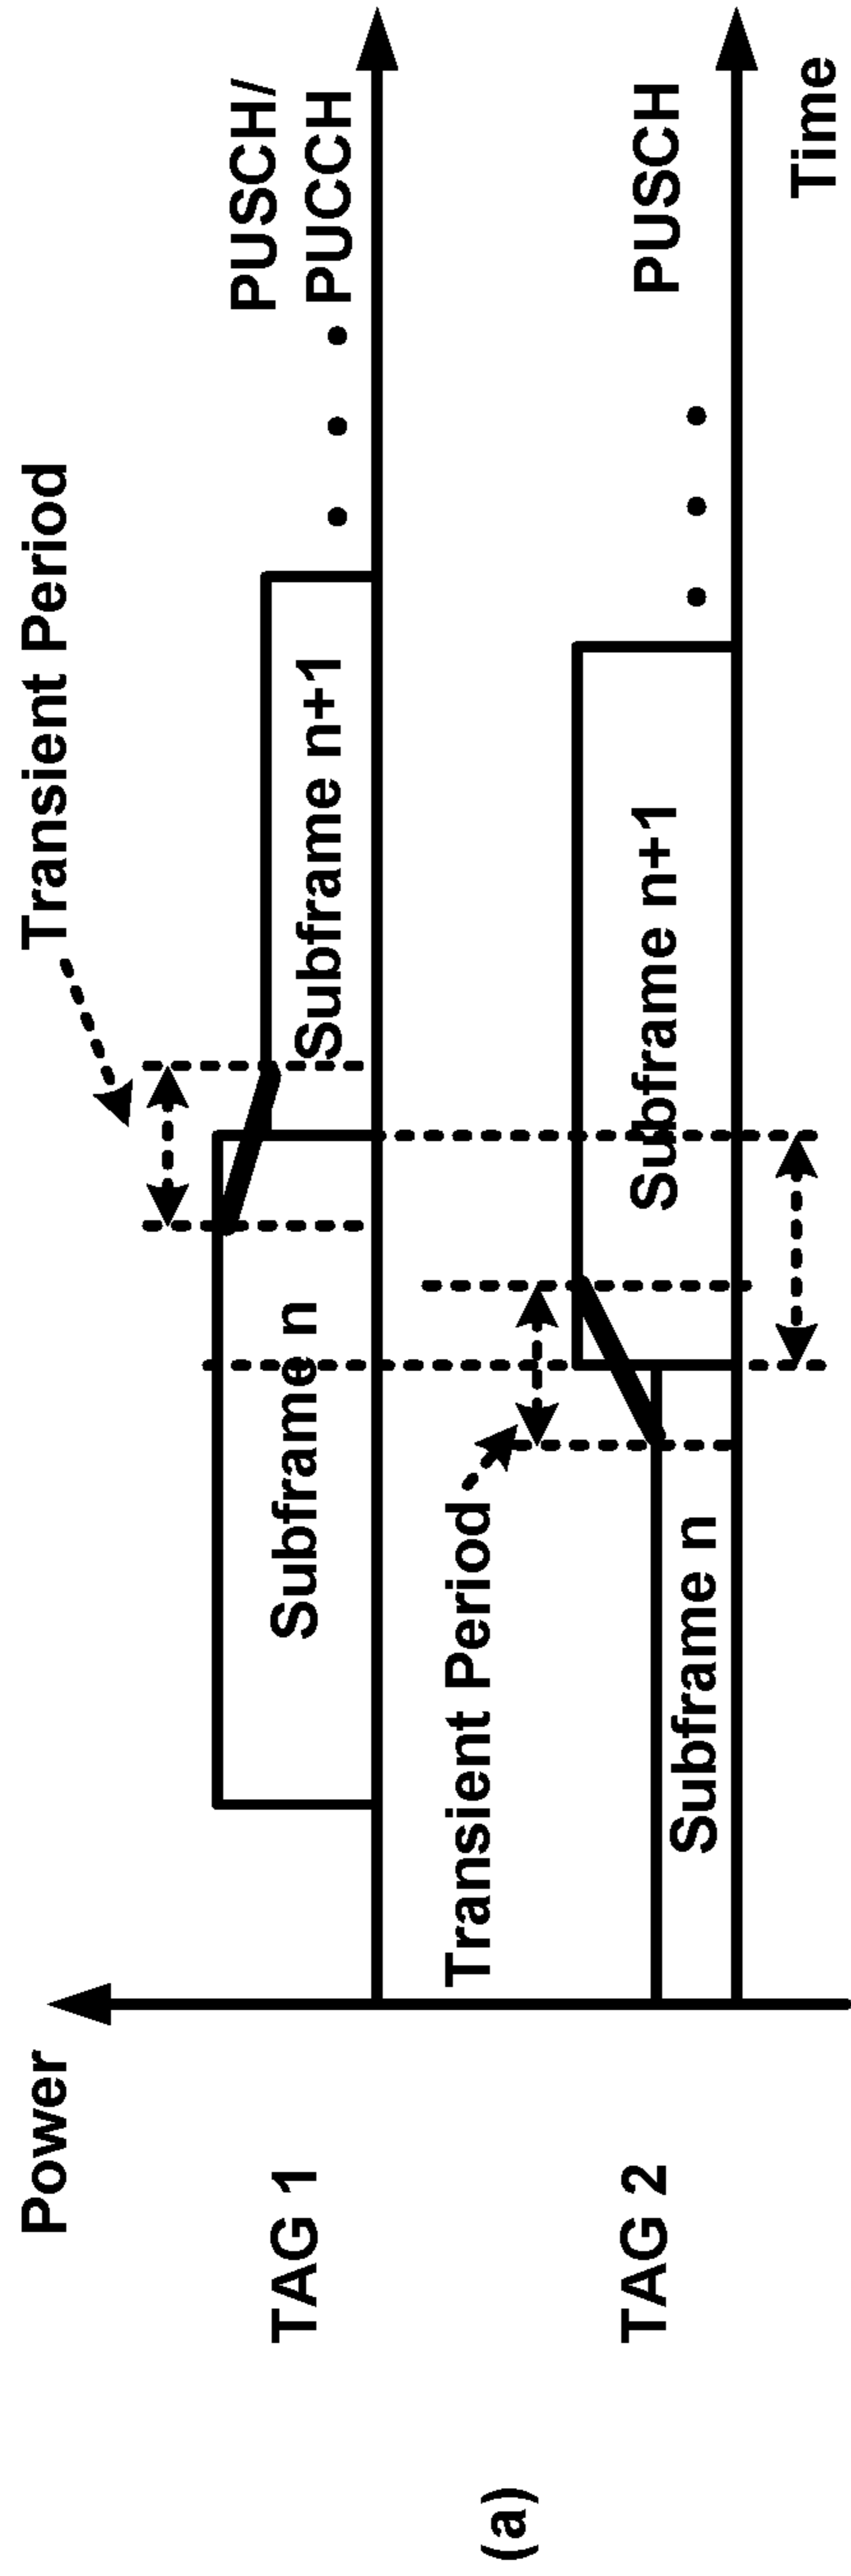 Power
Transient Period
TAG 1
Subframe n
Subframe n+1
PUSCH/
PUCCH
Transient Period
TAG 2
Subframe n
Subframe n+1
PUSCH
Time
(a)